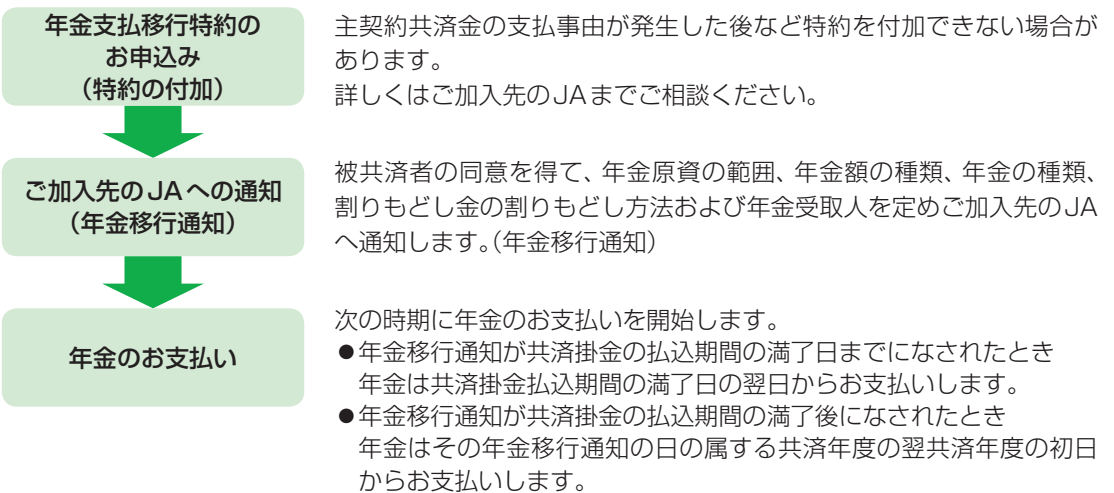 年金支払移行特約の
お申込み
（特約の付加）
主契約共済金の支払事由が発生した後など特約を付加できない場合が
あります。
詳しくはご加入先のJAまでご相談ください。
ご加入先のJAへの通知
（年金移行通知）
被共済者の同意を得て、年金原資の範囲、年金額の種類、年金の種類、
割りもどし金の割りもどし方法および年金受取人を定めご加入先のJA
へ通知します。（年金移行通知）
年金のお支払い
次の時期に年金のお支払いを開始します。
●年金移行通知が共済掛金の払込期間の満了日までになされたとき
年金は共済掛金払込期間の満了日の翌日からお支払いします。
●年金移行通知が共済掛金の払込期間の満了後になされたとき
年金はその年金移行通知の日の属する共済年度の翌共済年度の初日
からお支払いします。